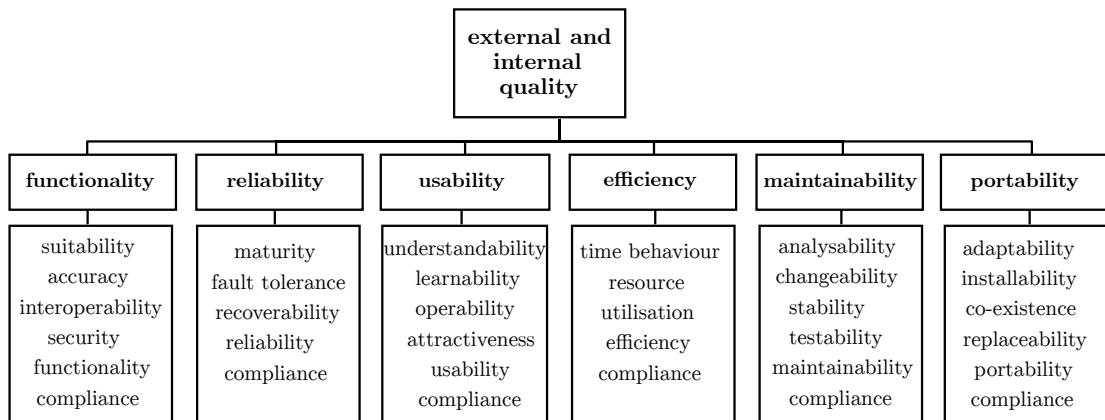 external and
internal
quality
functionality
reliability
usability
efficiency
maintainability
portability
suitability
accuracy
interoperability
security
functionality
compliance
maturity
fault tolerance
recoverability
reliability
compliance
understandability
learnability
operability
attractiveness
usability
compliance
time behaviour
resource
utilisation
efficiency
compliance
analysability
changeability
stability
testability
maintainability
compliance
adaptability
installability
co-existence
replaceability
portability
compliance